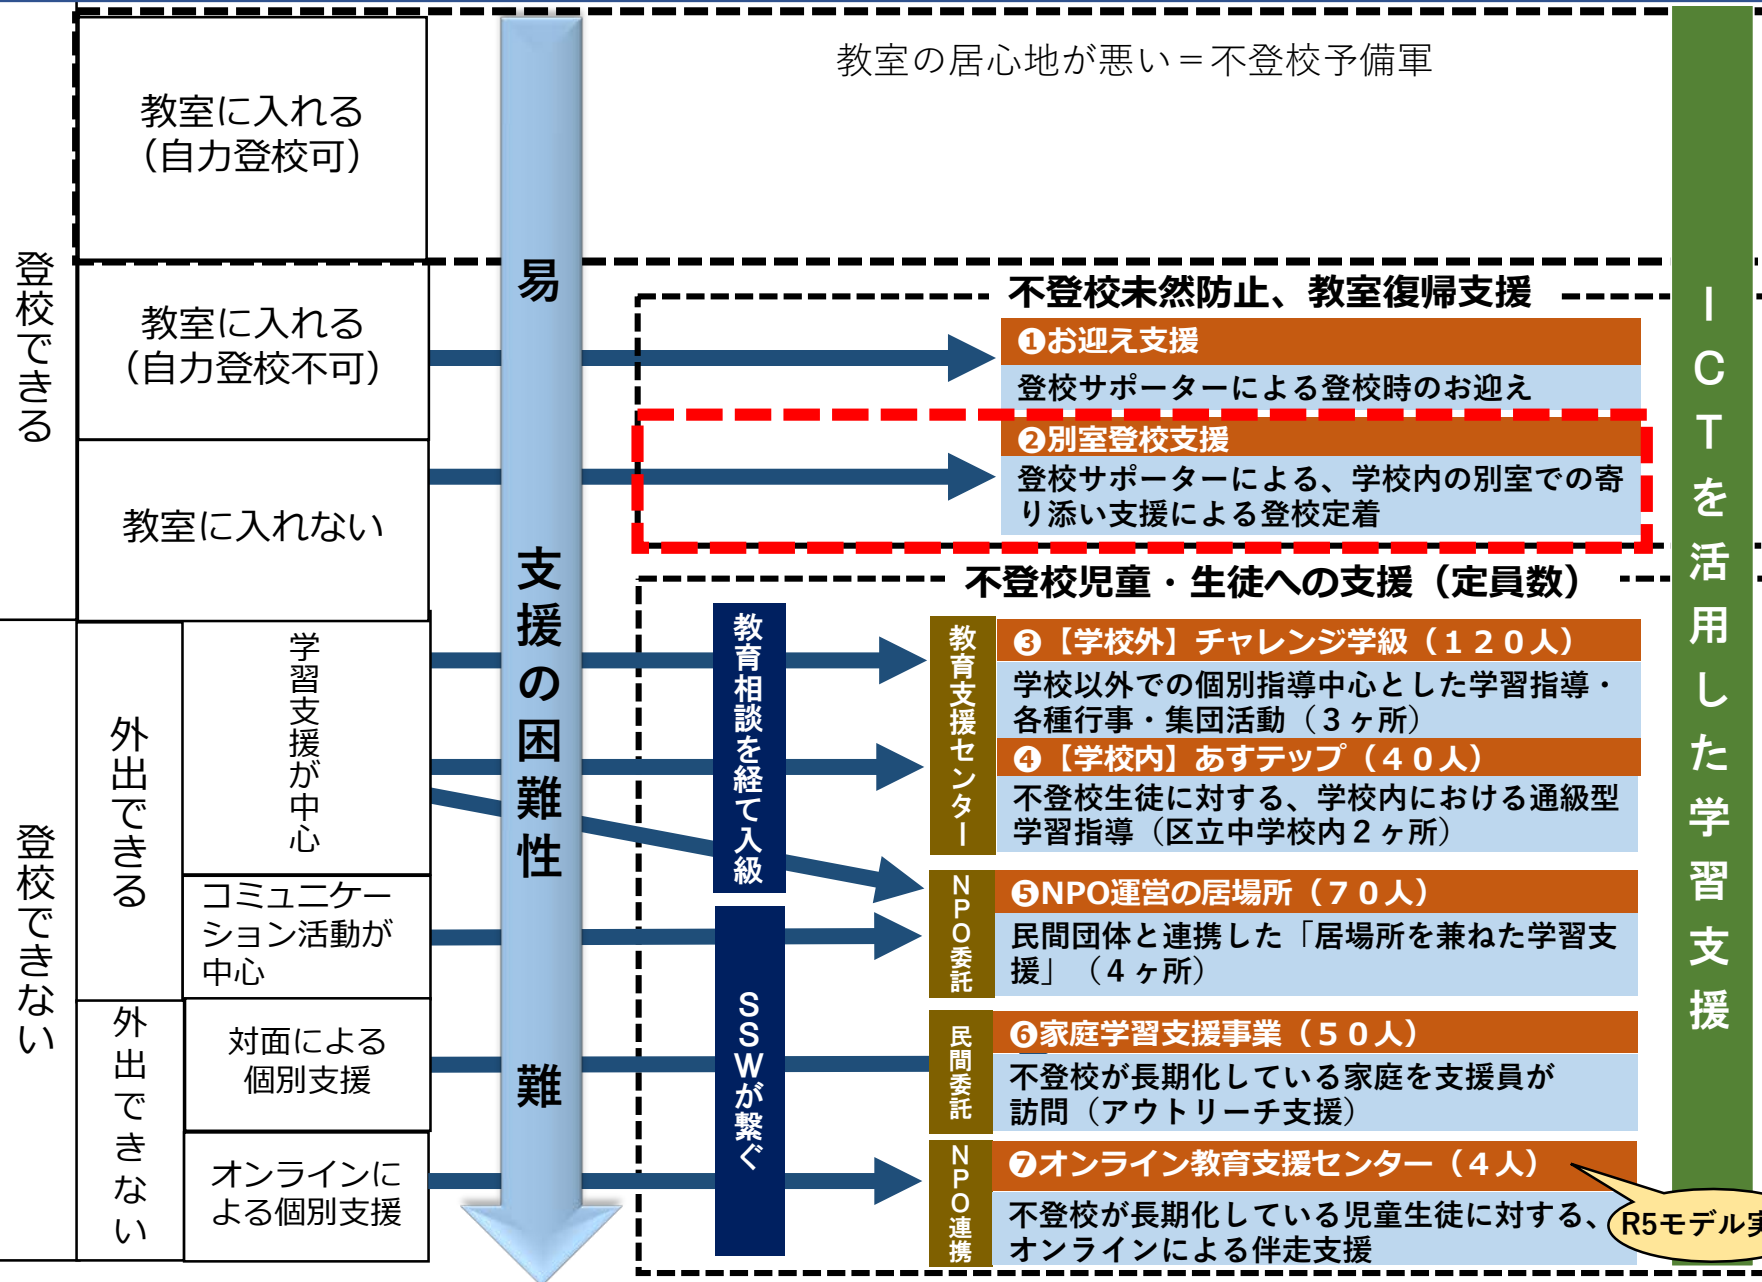 教室の居心地が悪い＝不登校予備軍
登校できる
教室に入れる
（自力登校可）
教室に入れる
（自力登校不可）
教室に入れない
登校できない
外出できる
学習支援が中心
コミュニケー
ション活動が
中心
外出できない
対面による
個別支援
オンラインに
よる個別支援
易
支援の困難性
難
不登校未然防止、教室復帰支援
❶お迎え支援
登校サポーターによる登校時のお迎え
❷別室登校支援
登校サポーターによる、学校内の別室での寄
り添い支援による登校定着
不登校児童・生徒への支援（定員数）
教育相談を経て入級
SSWが繋ぐ
教育支援センター
❸【学校外】チャレンジ学級（１２０人）
学校以外での個別指導中心とした学習指導・
各種行事・集団活動（３ヶ所）
❹【学校内】あすテップ（４０人）
不登校生徒に対する、学校内における通級型
学習指導（区立中学校内２ヶ所）
NPO委託
❺NPO運営の居場所（７０人）
民間団体と連携した「居場所を兼ねた学習支
援」（４ヶ所）
民間委託
❻家庭学習支援事業（５０人）
不登校が長期化している家庭を支援員が
訪問（アウトリーチ支援）
NPO連携
❼オンライン教育支援センター（４人）
不登校が長期化している児童生徒に対する、
オンラインによる伴走支援
R5モデル実
ICTを活用した学習支援